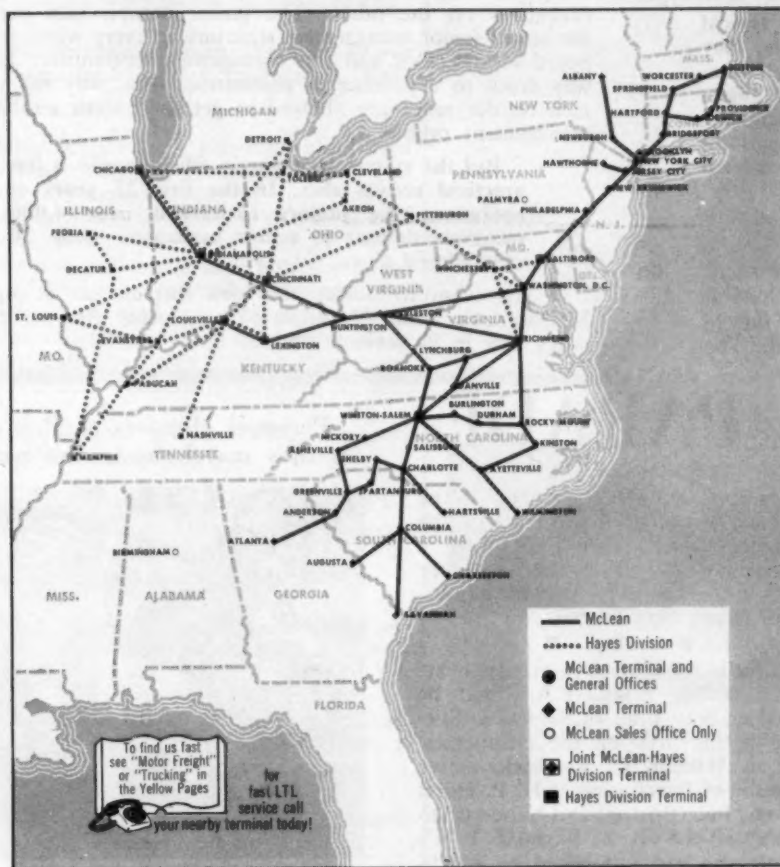 MASS.
BOSTON
ALBANY
WORCESTER
SPRINGFIELD
PROVIDENCE
HARTFORD
NORWICH
MICHIGAN
NEW YORK
BRIDGEPORT
DETROIT
NEWBURGH
BROOKLYN
NEW YORK CITY
HAWTHORNE
JERSEY CITY
CHICAGO
TOLEDO
CLEVELAND
PENNSYLVANIA
NEW BRUNSWICK
AKRON
PALMYRA
PHILADELPHIA
ILLINOIS
INDIANA
PITTSBURGH
N. J.
PEORIA
OHIO
INDIANAPOLIS
MD.
BALTIMORE
DECATUR
CINCINNATI
WINCHESTER
WEST
VIRGINIA
WASHINGTON, D.C.
ST. LOUIS
LOUISVILLE
CHARLESTON
VIRGINIA
HUNTINGTON
EVANSVILLE
LEXINGTON
RICHMOND
LYNCHBURG
MO.
KENTUCKY
ROANOKE
PADUCAH
DANVILLE
BURLINGTON
WINSTON-SALEM
DURHAM
ROCKY MOUNT
NASHVILLE
HICKORY
NORTH CAROLINA
MEMPHIS
TENNESSEE
ASHEVILLE
SALISBURY
KINSTON
SHELBY
CHARLOTTE
FAYETTEVILLE
GREENVILLE
SPARTANBURG
ANDERSON
HARTSVILLE
WILMINGTON
COLUMBIA
ATLANTA
SOUTH CAROLINA
BIRMINGHAM
AUGUSTA
CHARLESTON
MISS.
ALABAMA
GEORGIA
SAVANNAH
FLORIDA
McLean
Hayes Division
McLean Terminal and
General Offices
McLean Terminal
McLean Sales Office Only
Joint McLean-Hayes
Division Terminal
Hayes Division Terminal
To find us fast
see "Motor Freight"
or "Trucking" in
the Yellow Pages
for
fast LTL
service call
your nearby terminal today!